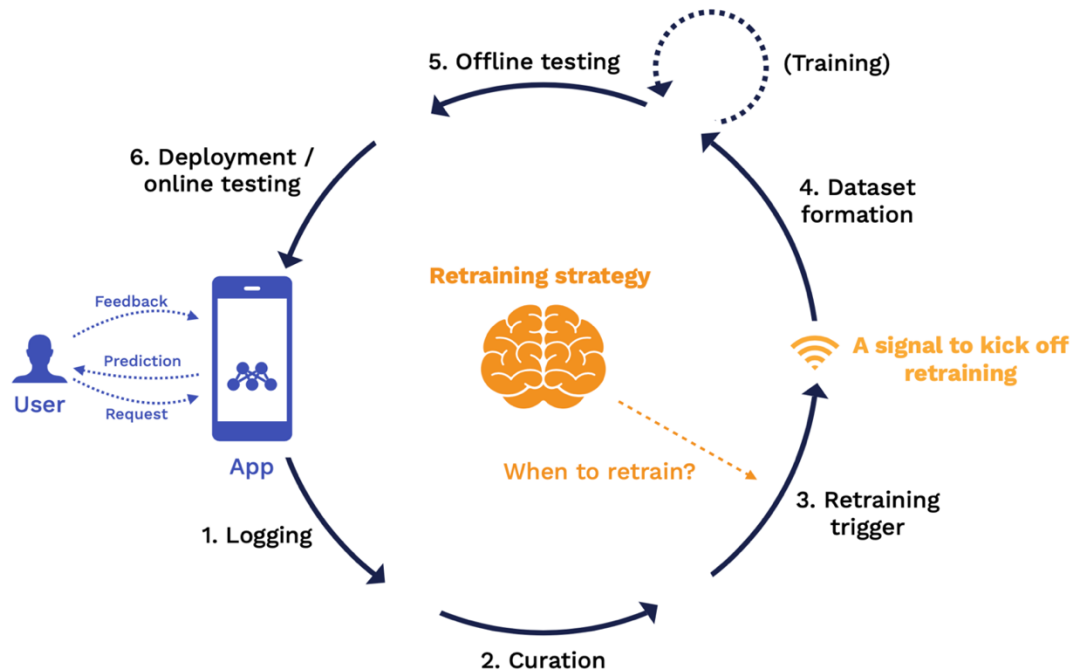 5. Offline testing
(Training)
6. Deployment /
online testing
4. Dataset
formation
Retraining strategy
Feedback
Prediction
Request
User
App
A signal to kick off
retraining
When to retrain?
3. Retraining
trigger
1. Logging
2. Curation